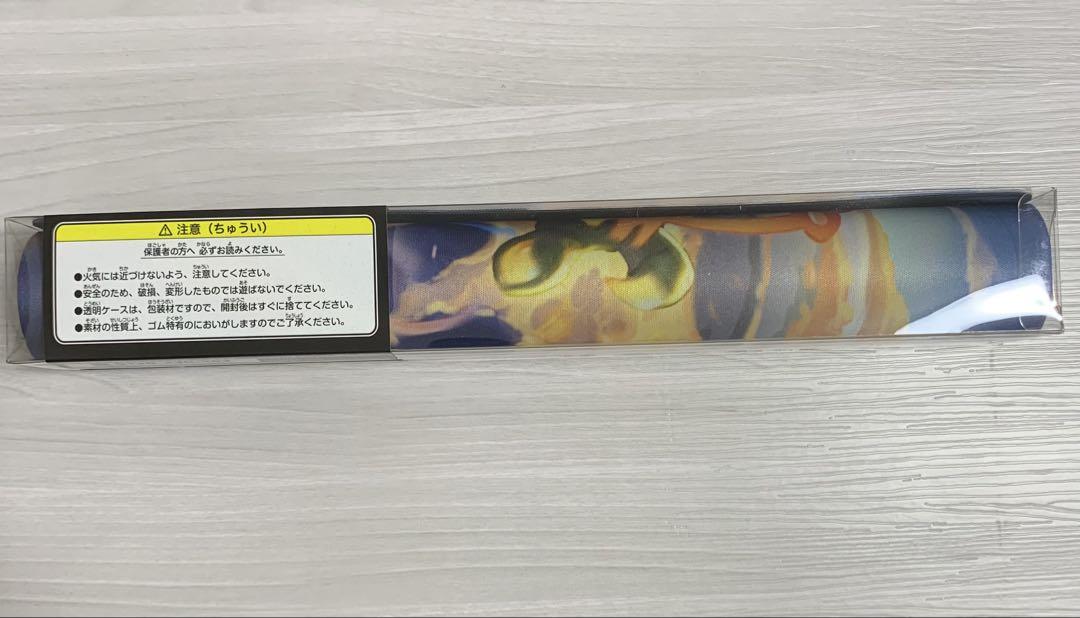 ⚠ 注意（ちゅうい）
保護者の方へ 必ずお読みください。
●火気には近づけないよう、注意してください。
●安全のため、破損、変形したものでは遊ばないでください。
●透明ケースは、包装材ですので、開封後はすぐに捨ててください。
●素材の性質上、ゴム特有のにおいがしますのでご了承ください。